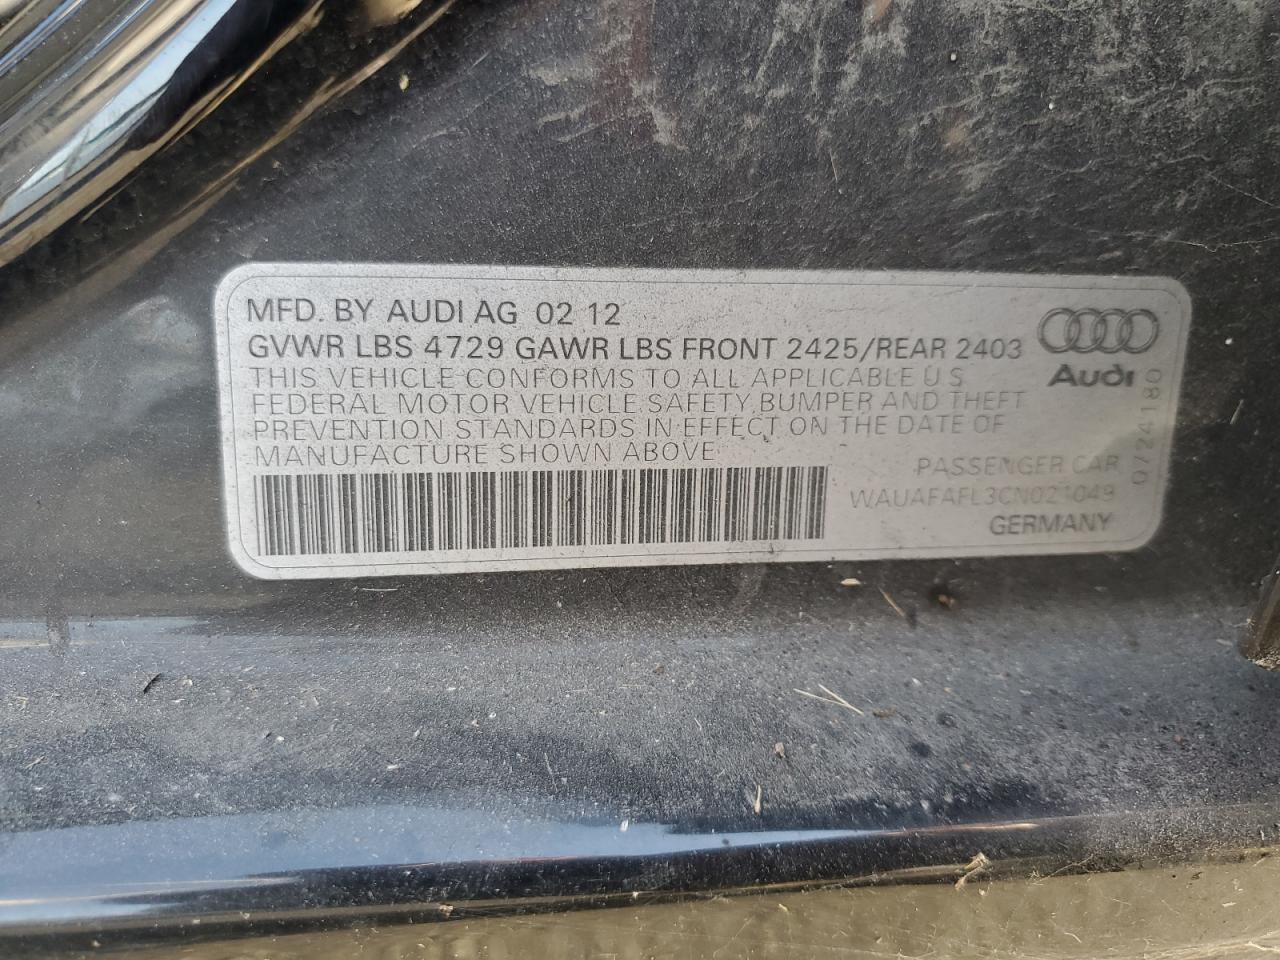 MFD. BY AUDI AG 02 12
GVWR LBS 4729 GAWR LBS FRONT 2425/REAR 2403
THIS VEHICLE CONFORMS TO ALL APPLICABLE U S
FEDERAL MOTOR VEHICLE SAFETY, BUMPER AND THEFT
PREVENTION STANDARDS IN EFFECT ON THE DATE OF
MANUFACTURE SHOWN ABOVE
Audi
PASSENGER CAR
WAUAFAFL3CN021049
GERMANY
0724180